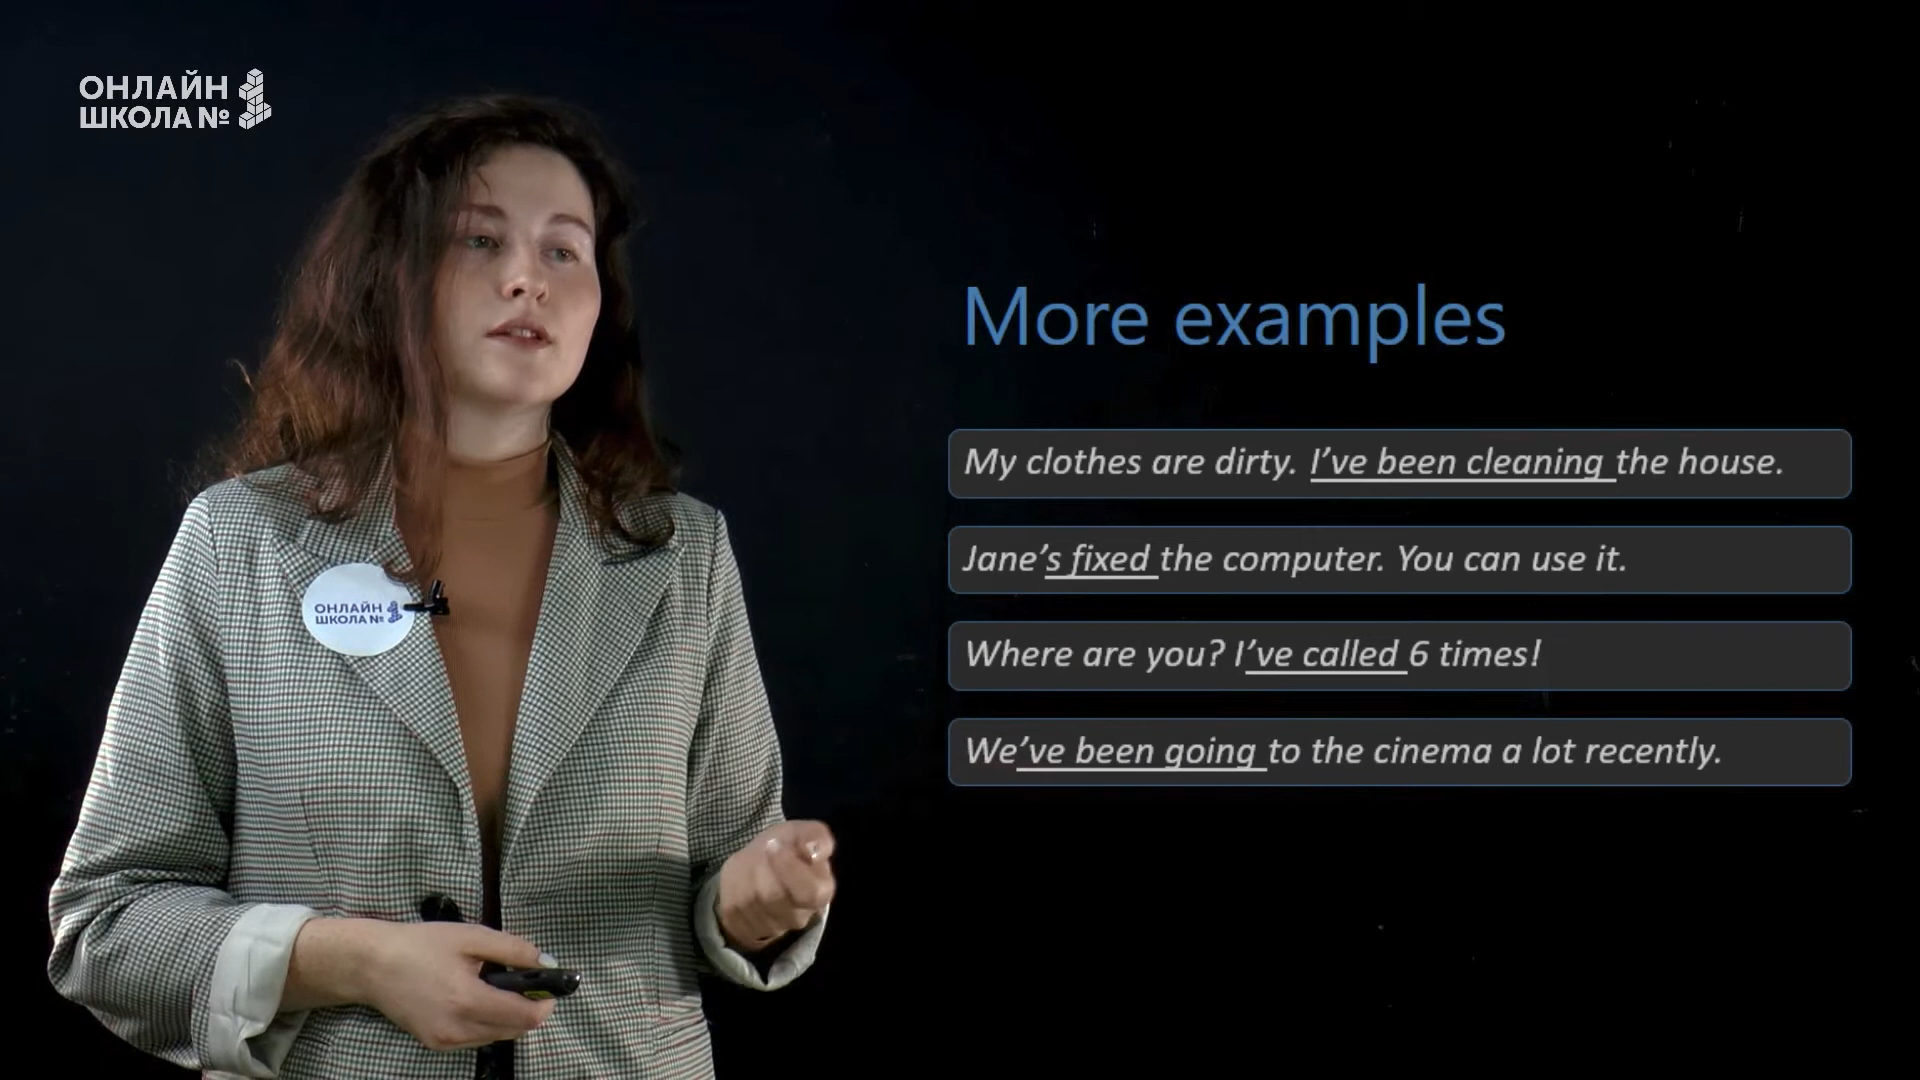 ОНЛАЙН
ШКОЛА №1
More examples
My clothes are dirty. I’ve been cleaning the house.
Jane’s fixed the computer. You can use it.
Where are you? I’ve called 6 times!
We’ve been going to the cinema a lot recently.
ОНЛАЙН
ШКОЛА №1